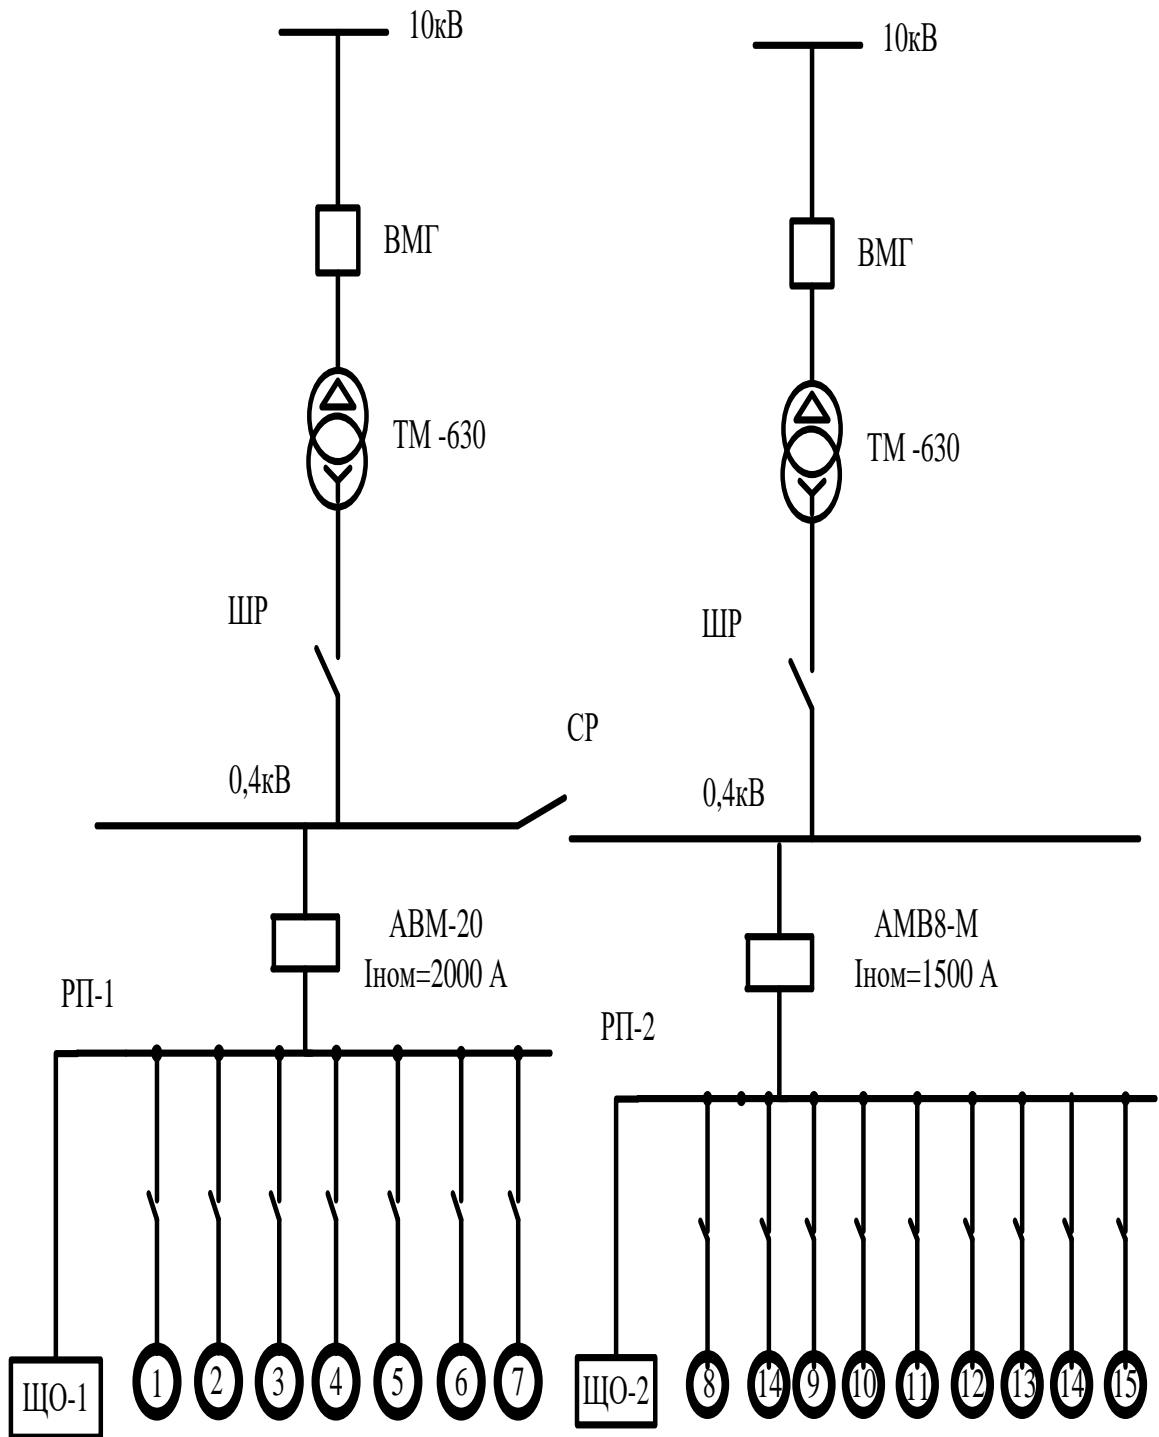 10кВ
10кВ
ВМГ
ВМГ
ТМ -630
ТМ -630
ШР
ШР
СР
0,4кВ
0,4кВ
АВМ-20
Iном=2000 А
АМВ8-М
Iном=1500 А
РП-1
РП-2
ЩО-1
1
2
3
4
5
6
7
ЩО-2
8
14
9
10
11
12
13
14
15